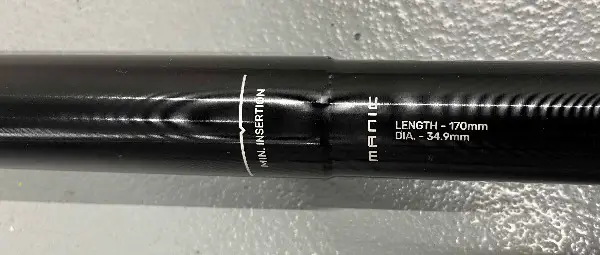 MIN. INSERTION
MANIC
LENGTH - 170mm
DIA. - 34.9mm